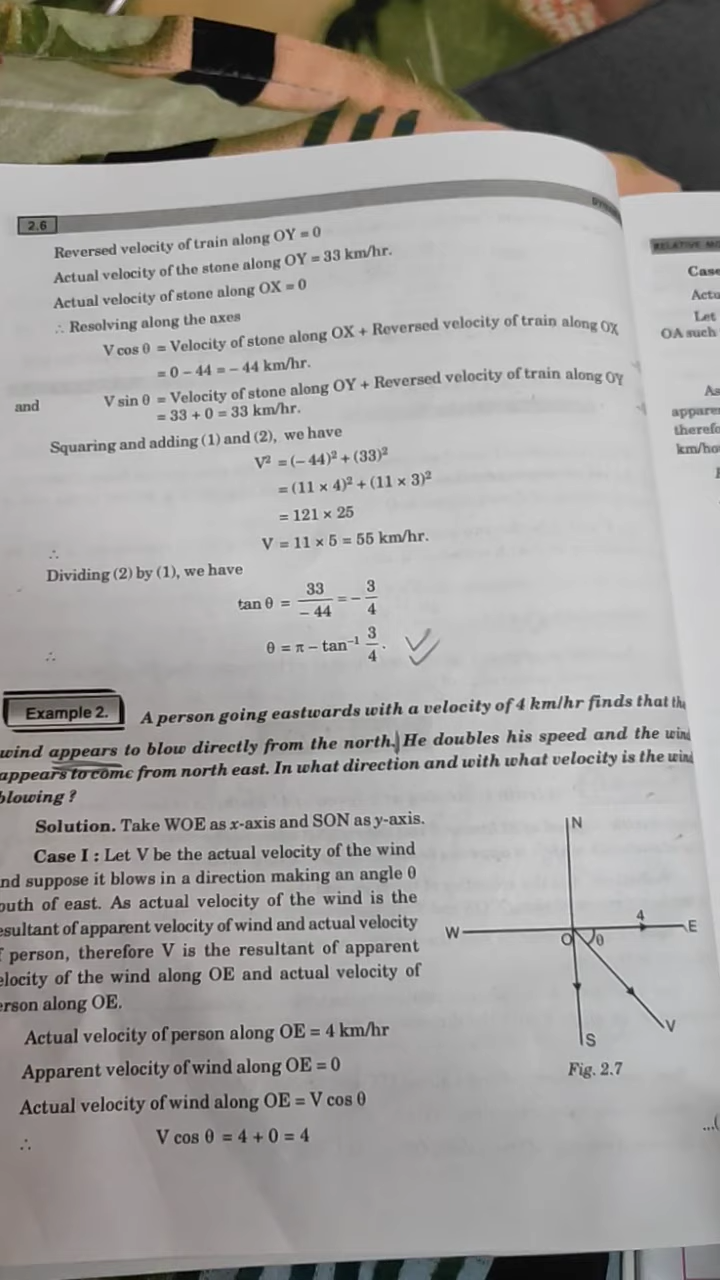 2.6
Reversed velocity of train along OY = 0
Actual velocity of the stone along OY = 33 km/hr.
Actual velocity of stone along OX = 0
∴ Resolving along the axes
V cos θ = Velocity of stone along OX + Reversed velocity of train along OX
= 0 – 44 = – 44 km/hr.
and V sin θ = Velocity of stone along OY + Reversed velocity of train along OY
= 33 + 0 = 33 km/hr.
Squaring and adding (1) and (2), we have
V² = (– 44)² + (33)²
= (11 × 4)² + (11 × 3)²
= 121 × 25
∴ V = 11 × 5 = 55 km/hr.
Dividing (2) by (1), we have
tan θ = 33/– 44 = – 3/4
∴ θ = π – tan⁻¹ 3/4.
Example 2. A person going eastwards with a velocity of 4 km/hr finds that the
wind appears to blow directly from the north. He doubles his speed and the wind
appears to come from north east. In what direction and with what velocity is the wind
blowing ?
Solution. Take WOE as x-axis and SON as y-axis.
Case I : Let V be the actual velocity of the wind
nd suppose it blows in a direction making an angle θ
outh of east. As actual velocity of the wind is the
esultant of apparent velocity of wind and actual velocity
f person, therefore V is the resultant of apparent
elocity of the wind along OE and actual velocity of
erson along OE.
Actual velocity of person along OE = 4 km/hr
Apparent velocity of wind along OE = 0
Actual velocity of wind along OE = V cos θ
∴ V cos θ = 4 + 0 = 4
N
W
O
θ
4
E
S
V
Fig. 2.7
RELATIVE MO
Case
Actu
Let
OA such
As
apparen
therefo
km/ho
...(